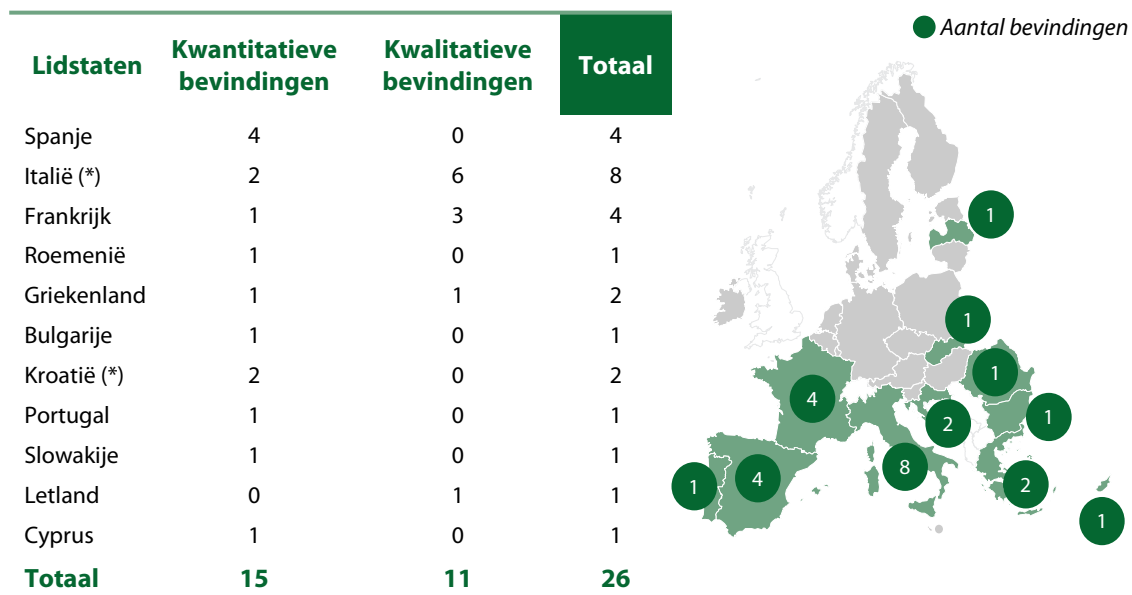 Lidstaten Kwantitatieve bevindingen Kwalitatieve bevindingen Totaal
Spanje 4 0 4
Italië (*) 2 6 8
Frankrijk 1 3 4
Roemenië 1 0 1
Griekenland 1 1 2
Bulgarije 1 0 1
Kroatië (*) 2 0 2
Portugal 1 0 1
Slowakije 1 0 1
Letland 0 1 1
Cyprus 1 0 1
Totaal 15 11 26
Aantal bevindingen
1
1
1
4
1
2
8
4
1
2
1